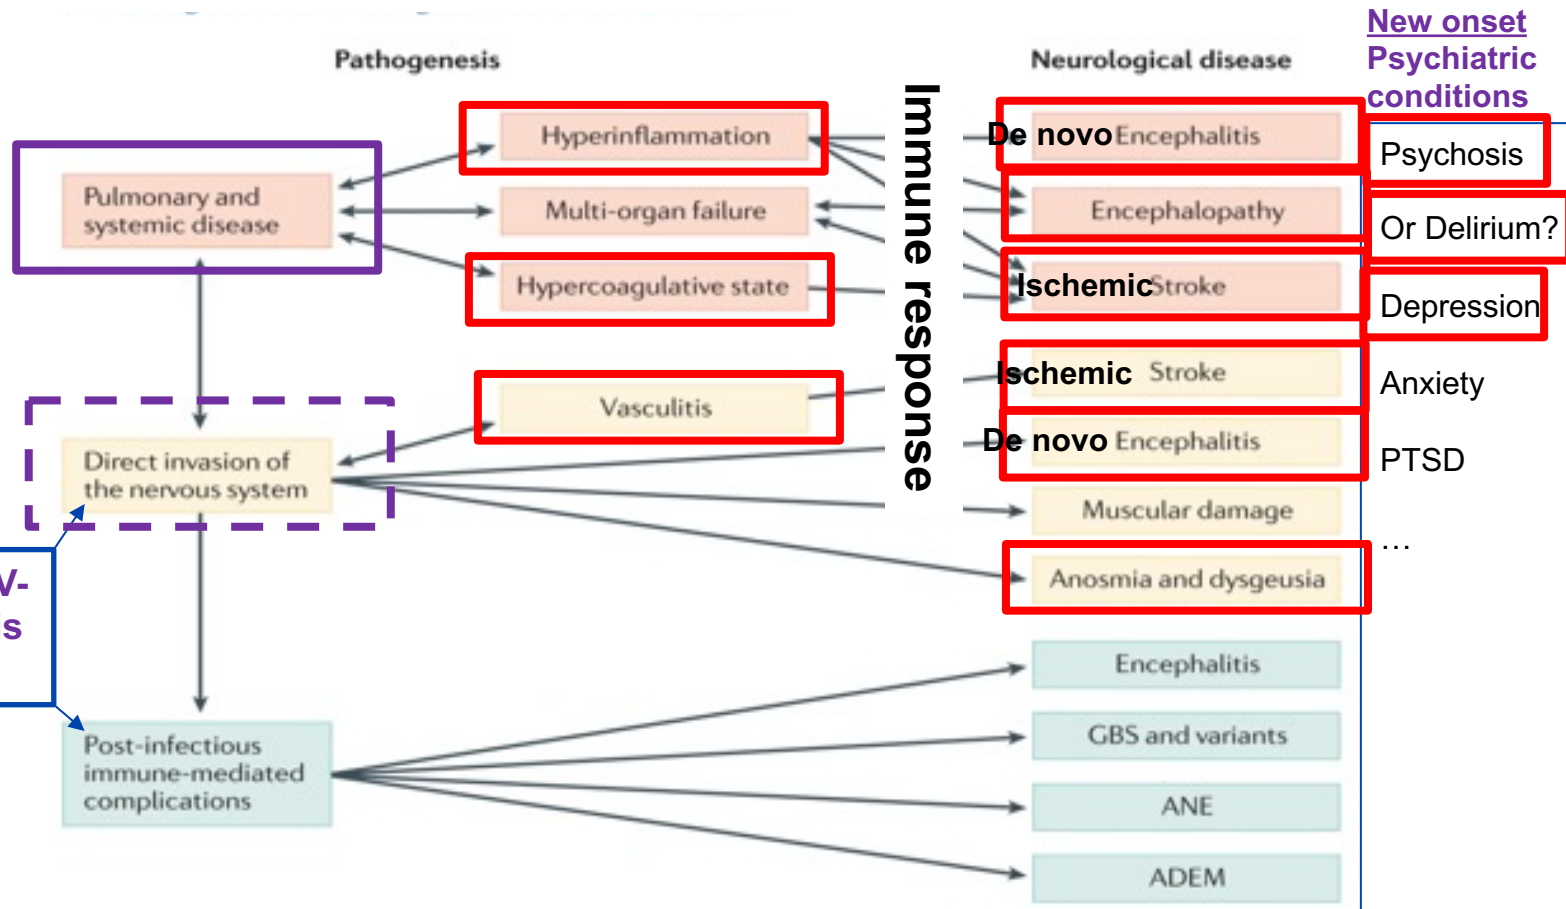 New onset
Psychiatric
conditions
Pathogenesis
Neurological disease
Immune response
Hyperinflammation
De novo Encephalitis
Psychosis
Pulmonary and
systemic disease
Multi-organ failure
Encephalopathy
Or Delirium?
Hypercoagulative state
Ischemic Stroke
Depression
Ischemic Stroke
Anxiety
Vasculitis
De novo Encephalitis
PTSD
Direct invasion of
the nervous system
Muscular damage
…
Anosmia and dysgeusia
V-
is
Encephalitis
Post-infectious
immune-mediated
complications
GBS and variants
ANE
ADEM